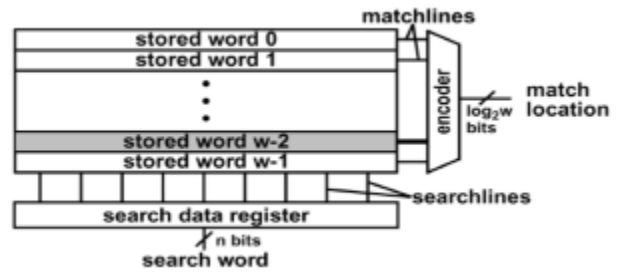 matchlines
stored word 0
stored word 1
stored word w-2
stored word w-1
encoder
log₂w
bits
match
location
searchlines
search data register
n bits
search word